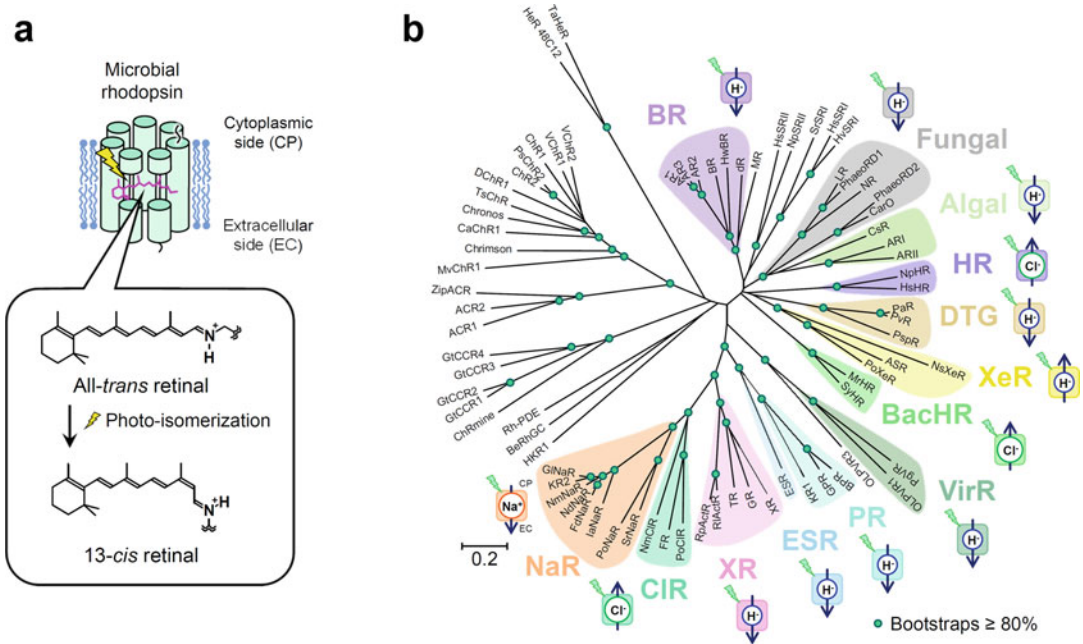 a
Microbial
rhodopsin
Cytoplasmic
side (CP)
Extracellular
side (EC)
All-trans retinal
Photo-isomerization
13-cis retinal
N
H
+
N
H
+
b
TaHeR
HeR 48C12
VChR2
VChR1
ChR1
PsChR2
ChR2
DChR1
TsChR
Chronos
CaChR1
Chrimson
MvChR1
ZipACR
ACR2
ACR1
GtCCR4
GtCCR3
GtCCR2
GtCCR1
ChRmine
Rh-PDE
BeRhGC
HKR1
BR
AR3
AR2
BR
HwBR
dR
MR
HsSRII
NpSRII
SrSRI
HsSRI
HvSRI
H-
H-
Fungal
LR
PhaeoRD1
NR
PhaeoRD2
CarO
Algal
CsR
ARI
ARII
H-
HR
NpHR
HsHR
Cl-
DTG
PaR
PvR
PspR
H-
XeR
NsXeR
ASR
PoXeR
H-
BacHR
MrHR
SyHR
Cl-
VirR
OLPVR3
PgVR
OLPVR1
H-
PR
BPR
GPR
MR1
H-
ESR
ESR
H-
XR
XR
GR
TR
RlActR
RpActR
H-
ClR
PoClR
FR
NmClR
Cl-
NaR
GlNaR
KR2
NmNaR
NdNaR
FdNaR
IaNaR
PoNaR
SrNaR
CP
Na+
EC
0.2
Bootstraps ≥ 80%